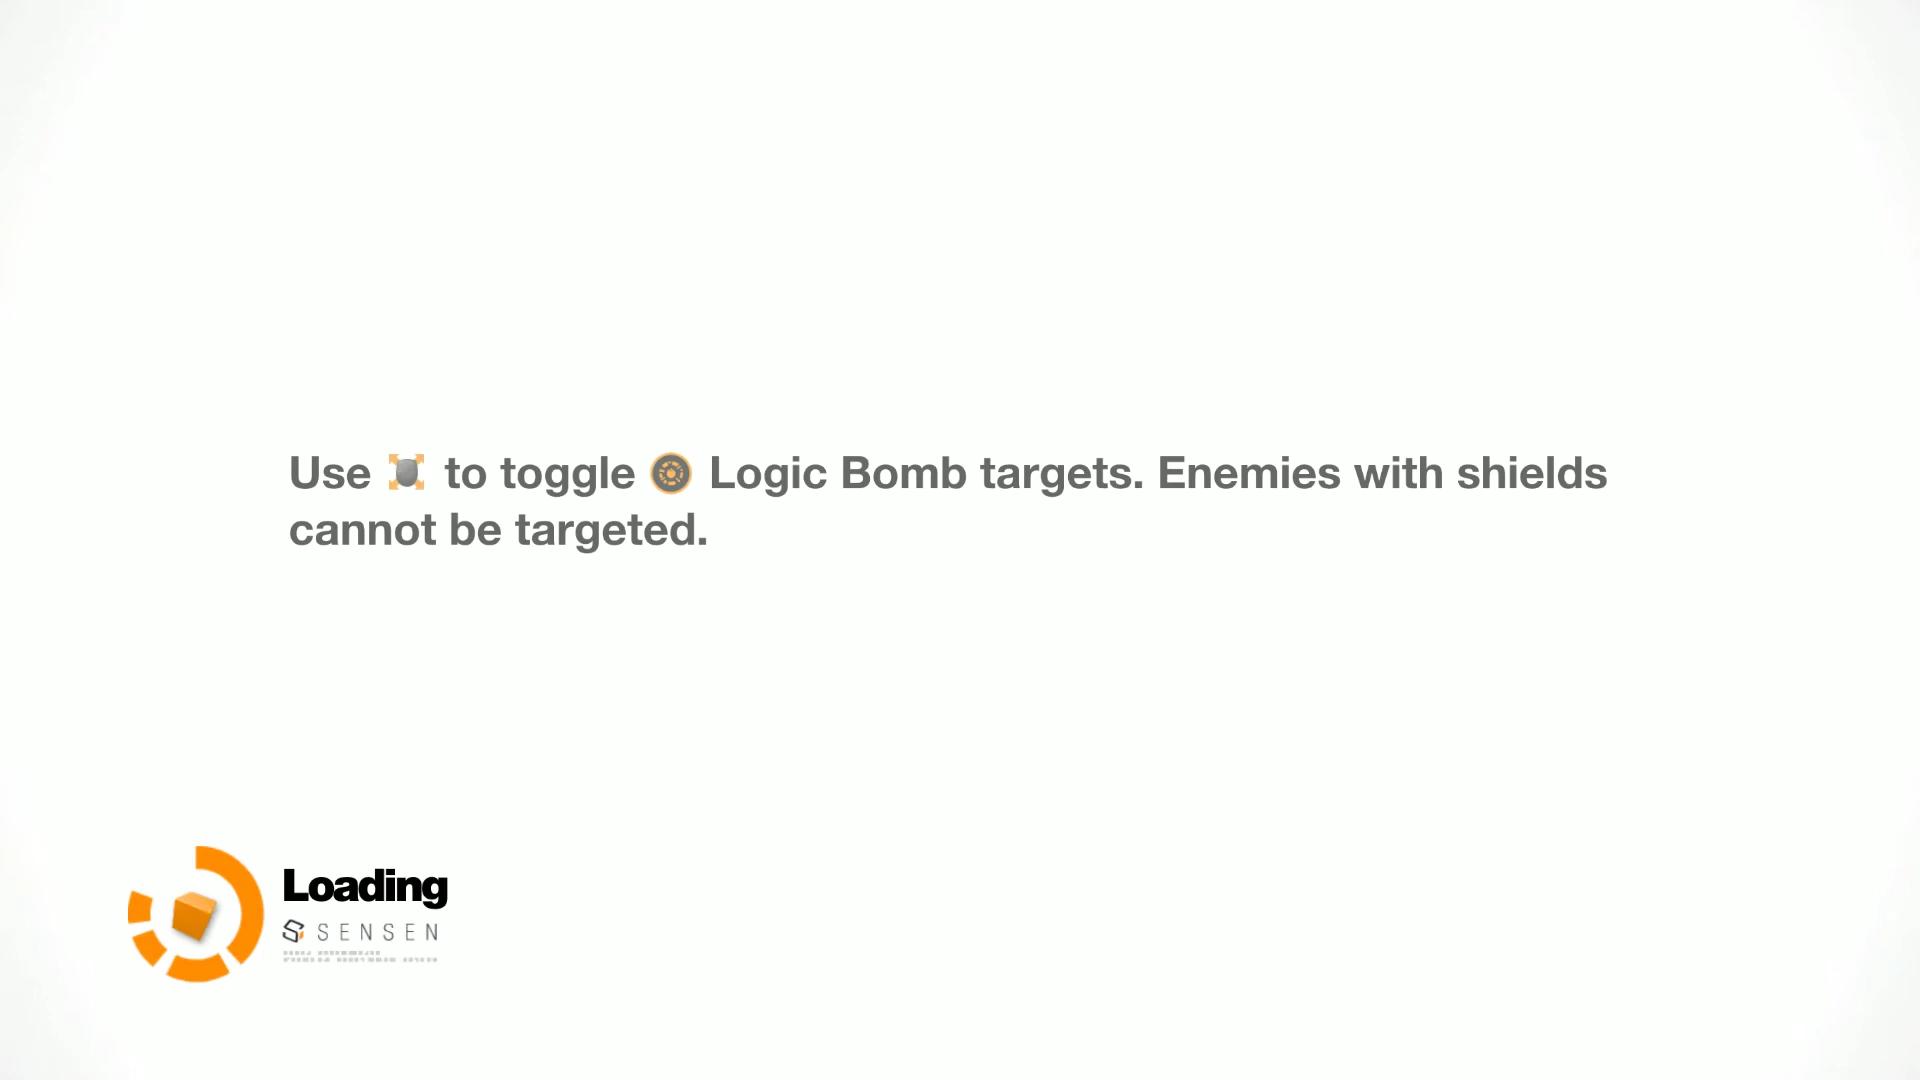 Use to toggle Logic Bomb targets. Enemies with shields
cannot be targeted.
Loading
SENSEN